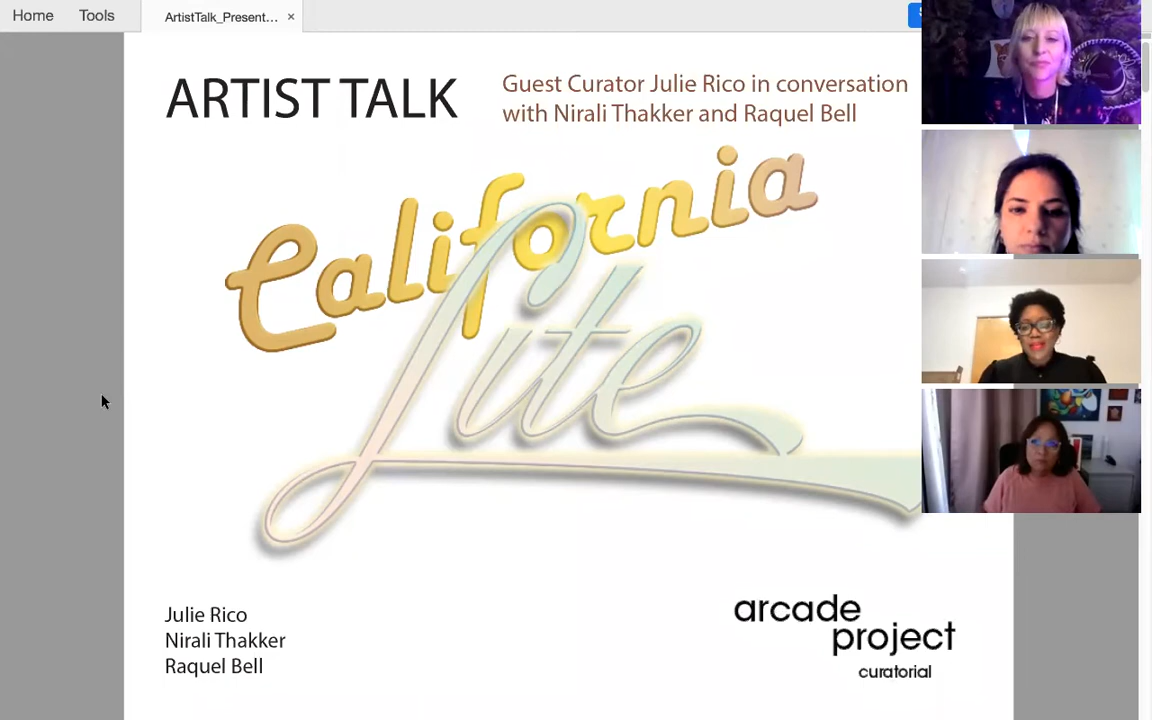 Home Tools ArtistTalk_Present... ×
ARTIST TALK
Guest Curator Julie Rico in conversation
with Nirali Thakker and Raquel Bell
California
Lite
Julie Rico
Nirali Thakker
Raquel Bell
arcade
project
curatorial